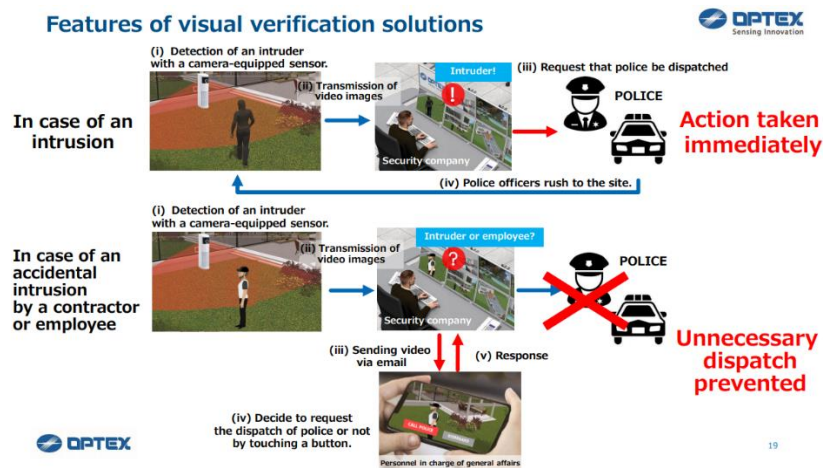 Features of visual verification solutions
OPTEX
Sensing Innovation
(i) Detection of an intruder
with a camera-equipped sensor.
(ii) Transmission of
video images
Intruder!
Security company
(iii) Request that police be dispatched
POLICE
In case of an
intrusion
Action taken
immediately
(iv) Police officers rush to the site.
(i) Detection of an intruder
with a camera-equipped sensor.
(ii) Transmission of
video images
Intruder or employee?
Security company
POLICE
In case of an
accidental
intrusion
by a contractor
or employee
Unnecessary
dispatch
prevented
(iii) Sending video
via email
(v) Response
(iv) Decide to request
the dispatch of police or not
by touching a button.
CALL POLICE
Personnel in charge of general affairs
OPTEX
19